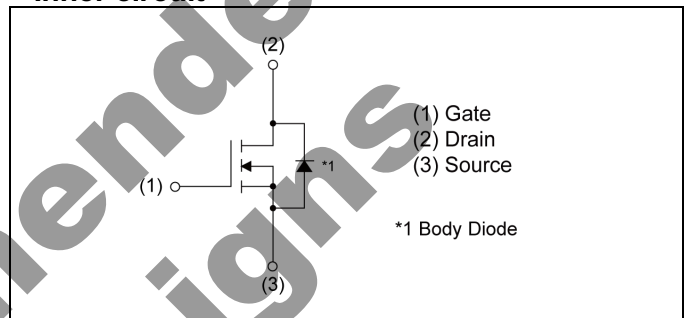 Inner circuit
(2)
(1) Gate
(2) Drain
(3) Source
*1
(1)
*1 Body Diode
(3)